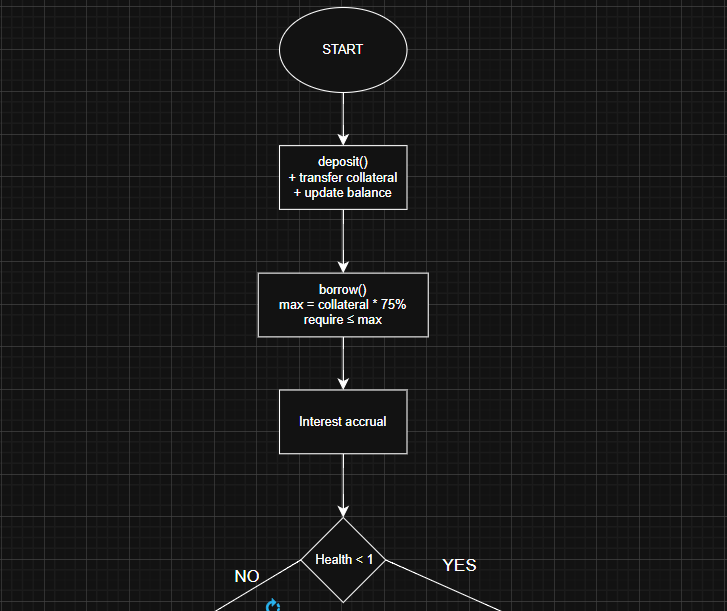 START
deposit()
+ transfer collateral
+ update balance
borrow()
max = collateral * 75%
require ≤ max
Interest accrual
Health < 1
NO
YES